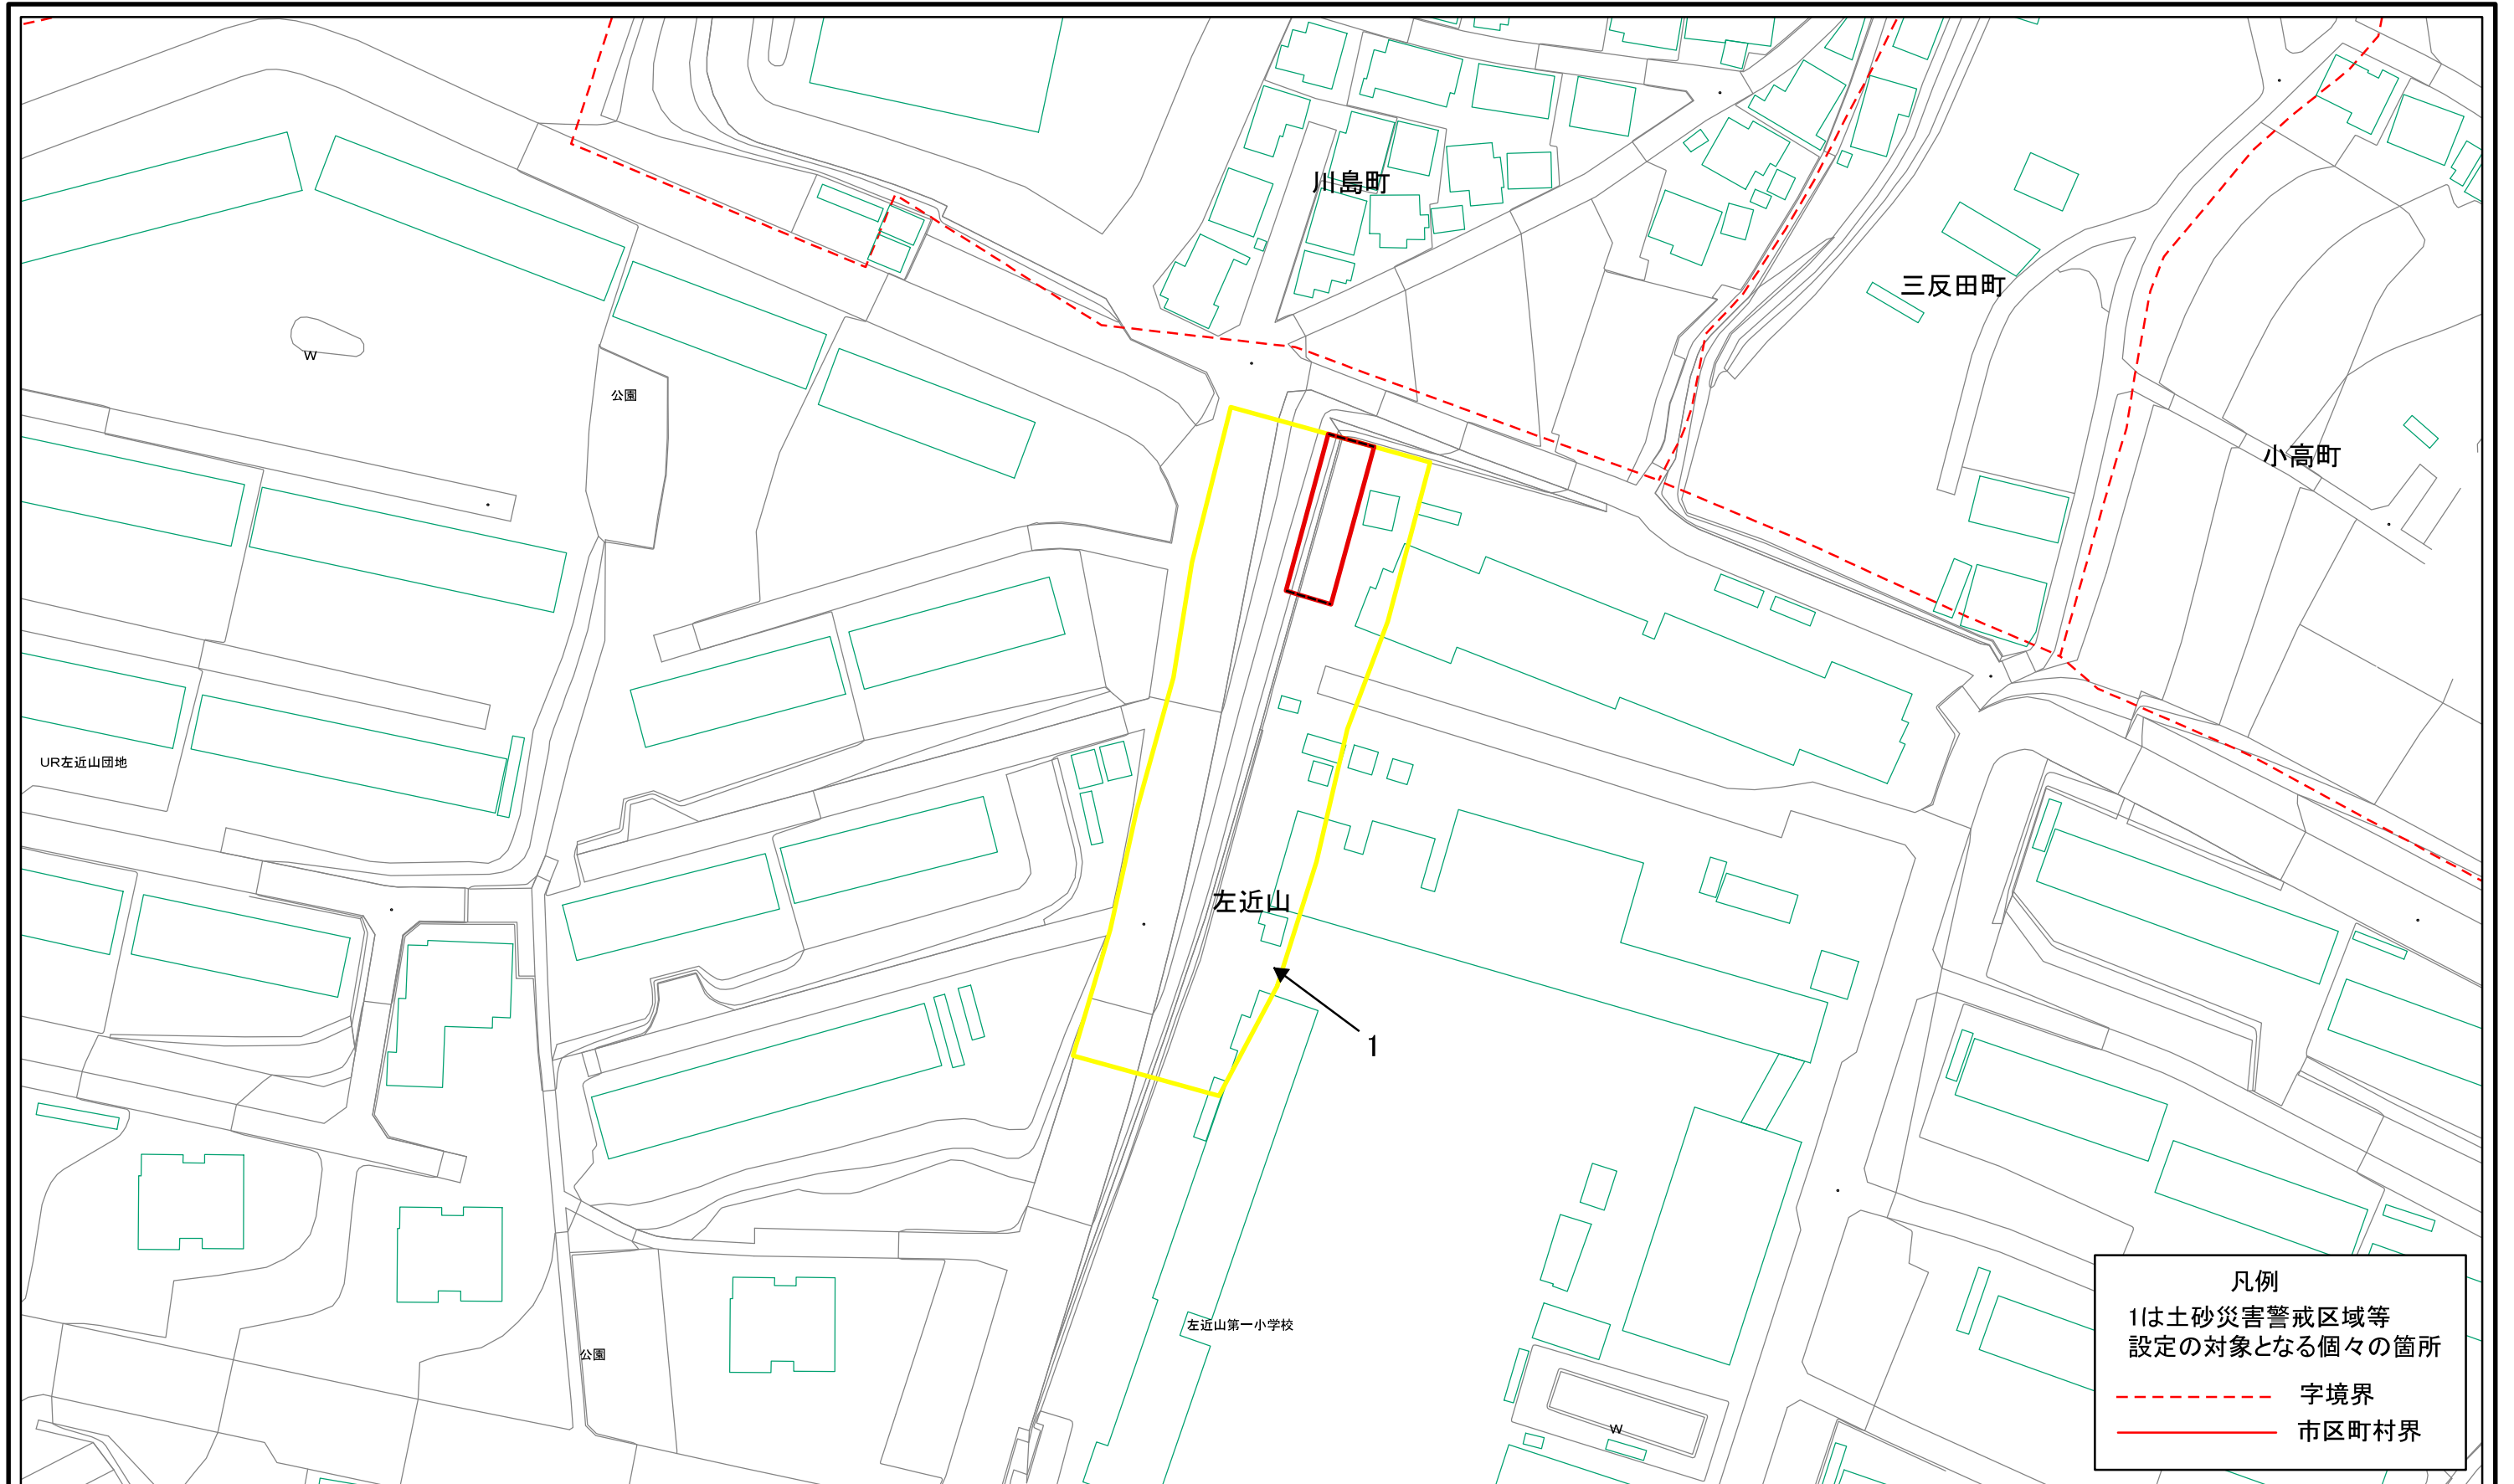 川島町
三反田町
W
公園
小高町
UR左近山団地
左近山
1
左近山第一小学校
公園
W
凡例
1は土砂災害警戒区域等
設定の対象となる個々の箇所
字境界
市区町村界